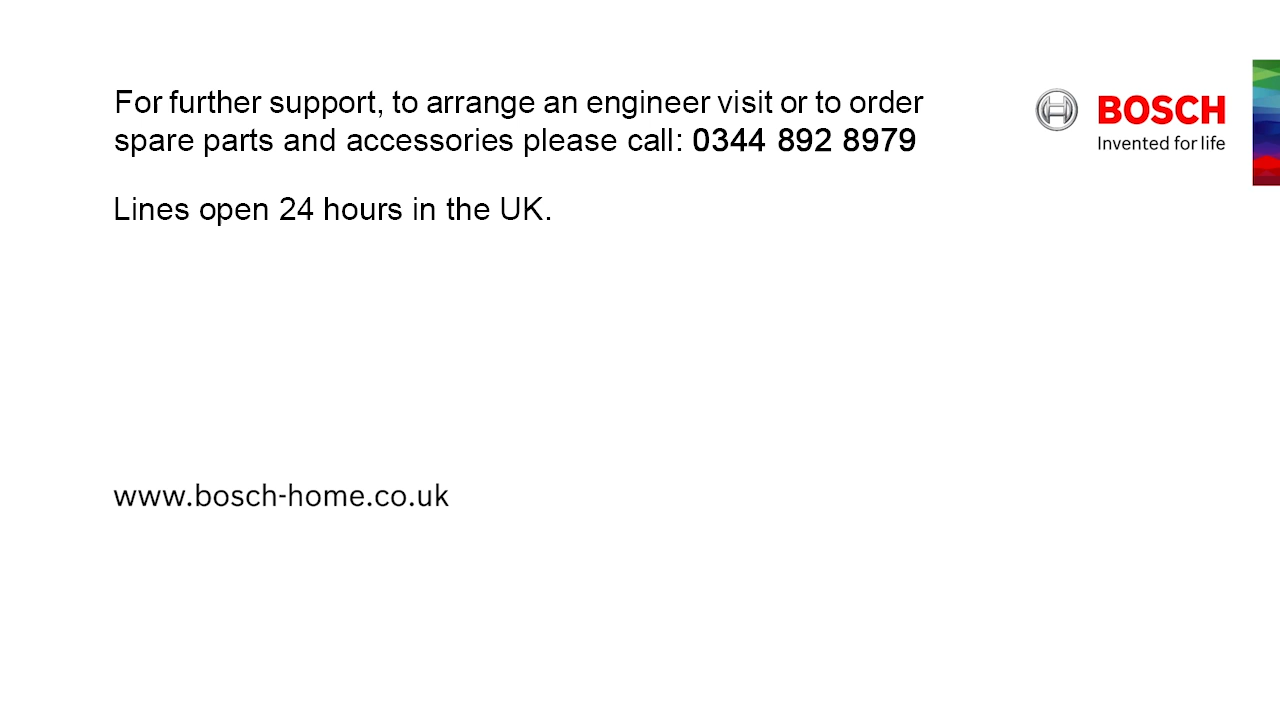 For further support, to arrange an engineer visit or to order
spare parts and accessories please call: 0344 892 8979
BOSCH
Invented for life
Lines open 24 hours in the UK.
www.bosch-home.co.uk